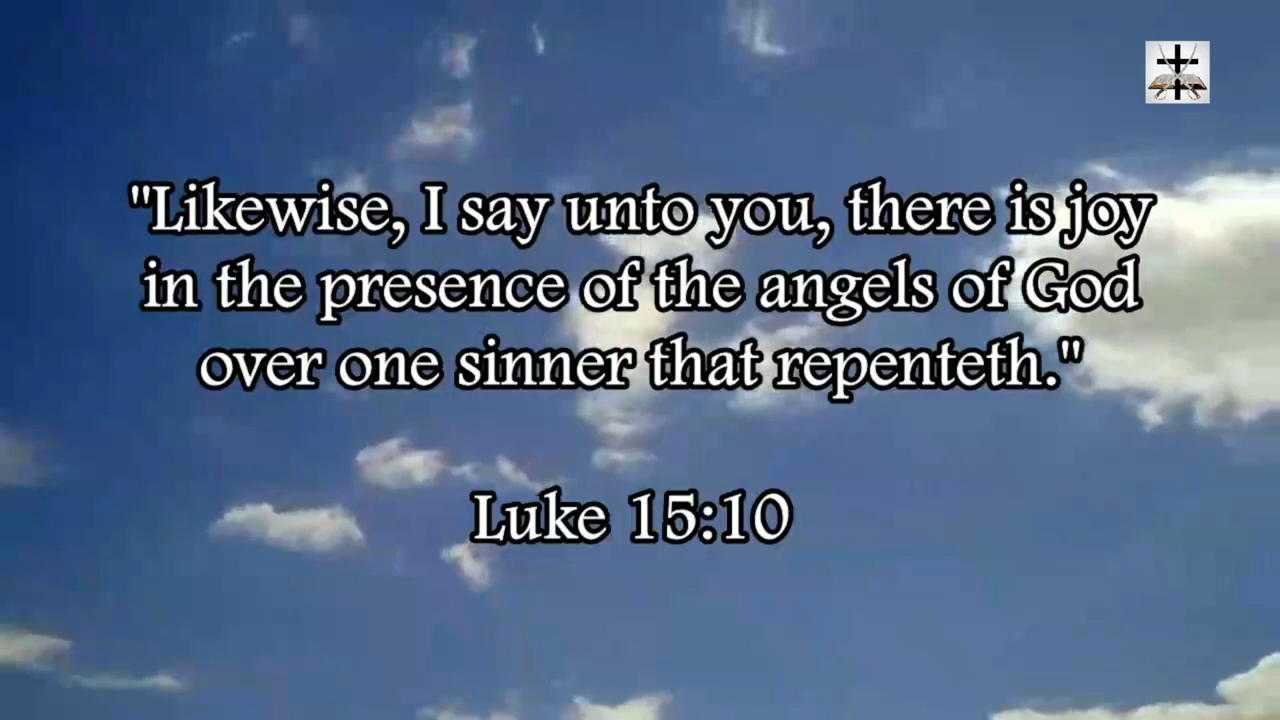 "Likewise, I say unto you, there is joy
in the presence of the angels of God
over one sinner that repenteth."
Luke 15:10